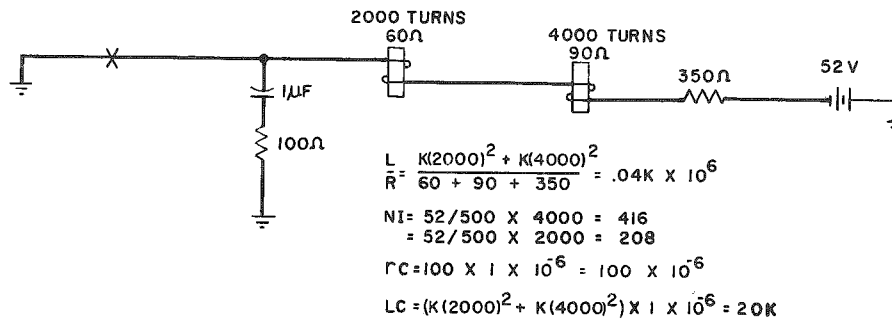 2000 TURNS
60Ω
4000 TURNS
90Ω
350Ω
52V
1μF
100Ω
L/R = K(2000)² + K(4000)² / 60 + 90 + 350 = .04K X 10⁶
NI= 52/500 X 4000 = 416
= 52/500 X 2000 = 208
rC=100 X 1 X 10⁻⁶ = 100 X 10⁻⁶
LC=(K(2000)²+ K(4000)²) X 1 X 10⁻⁶ = 20K